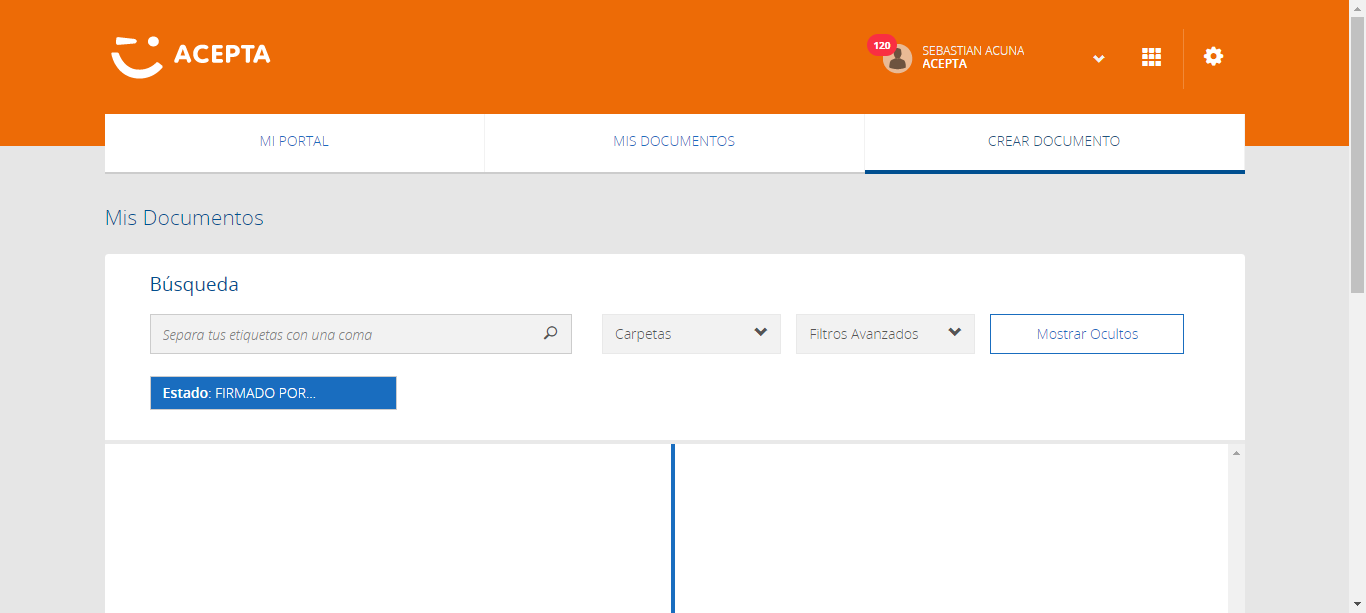 ACEPTA
120
SEBASTIAN ACUNA
ACEPTA
MI PORTAL
MIS DOCUMENTOS
CREAR DOCUMENTO
Mis Documentos
Búsqueda
Separa tus etiquetas con una coma
Carpetas
Filtros Avanzados
Mostrar Ocultos
Estado: FIRMADO POR...